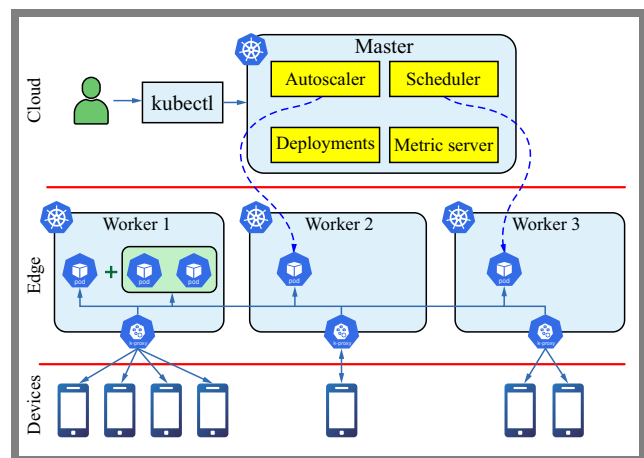 Cloud
Master
kubectl
Autoscaler
Scheduler
Deployments
Metric server
Edge
Worker 1
Worker 2
Worker 3
pod
+
pod
pod
pod
pod
k-proxy
k-proxy
k-proxy
Devices